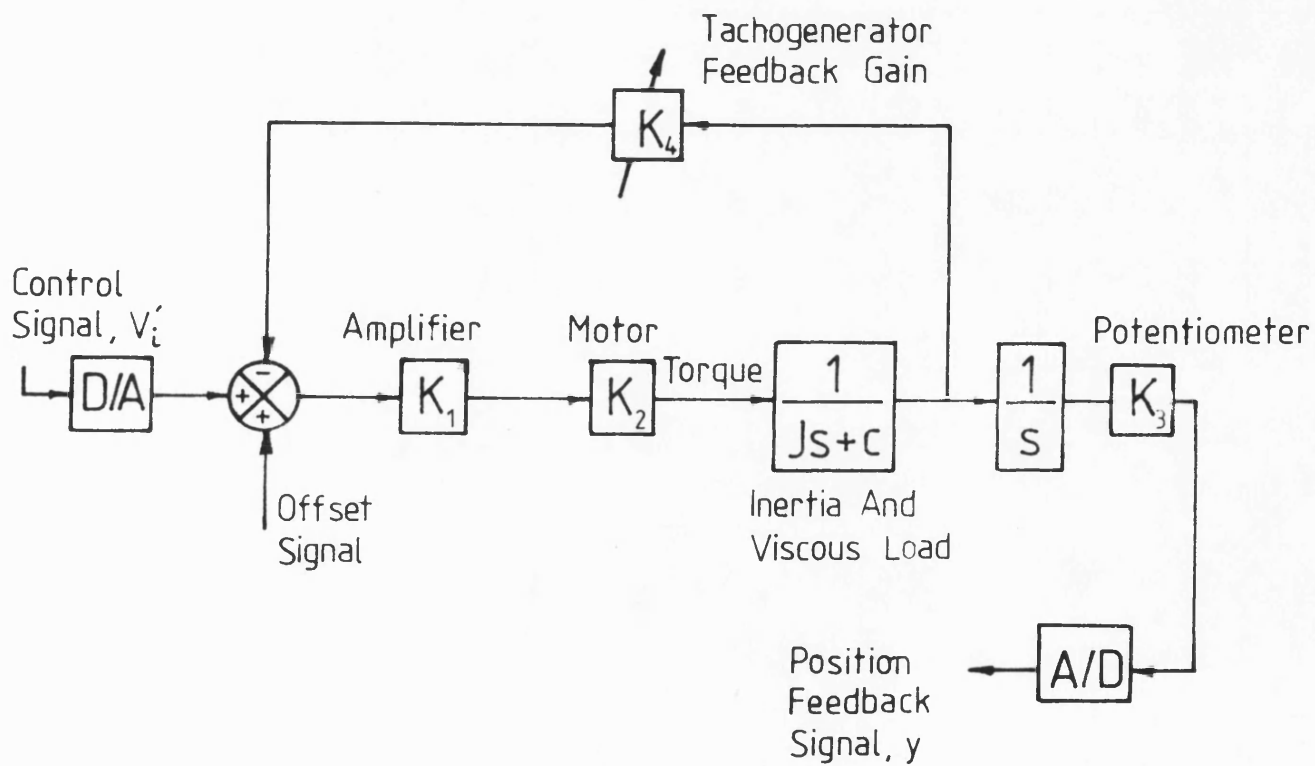 Tachogenerator
Feedback Gain
K₄
Control
Signal, Vᵢ′
D/A
−
+
+
Offset
Signal
Amplifier
K₁
Motor
K₂
Torque
1
Js+c
Inertia And
Viscous Load
1
s
Potentiometer
K₃
A/D
Position
Feedback
Signal, y